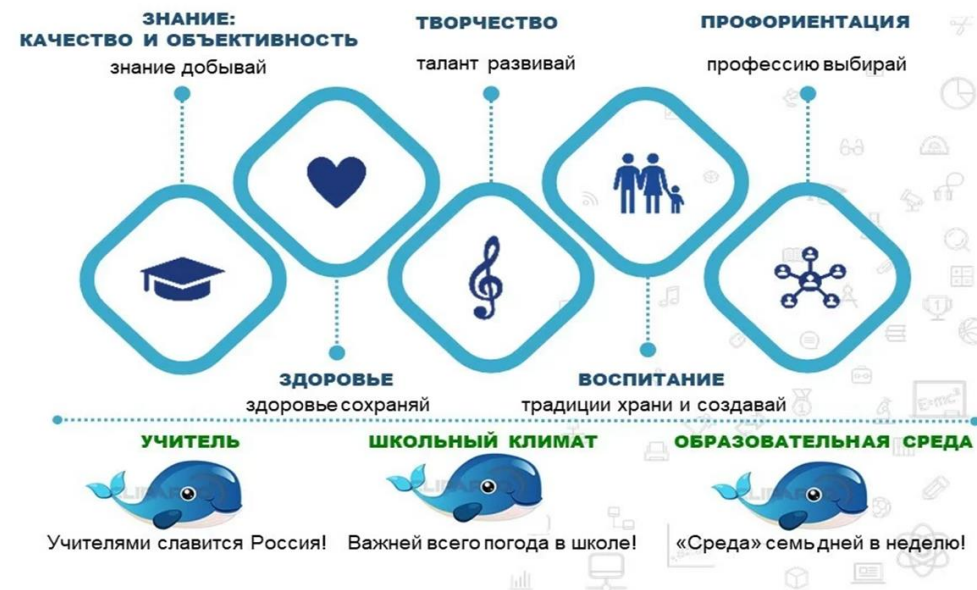 ЗНАНИЕ:
КАЧЕСТВО И ОБЪЕКТИВНОСТЬ
знание добывай
ТВОРЧЕСТВО
талант развивай
ПРОФОРИЕНТАЦИЯ
профессию выбирай
ЗДОРОВЬЕ
здоровье сохраняй
ВОСПИТАНИЕ
традиции храни и создавай
E=mc²
УЧИТЕЛЬ
Учителями славится Россия!
ШКОЛЬНЫЙ КЛИМАТ
Важней всего погода в школе!
ОБРАЗОВАТЕЛЬНАЯ СРЕДА
«Среда» семь дней в неделю!